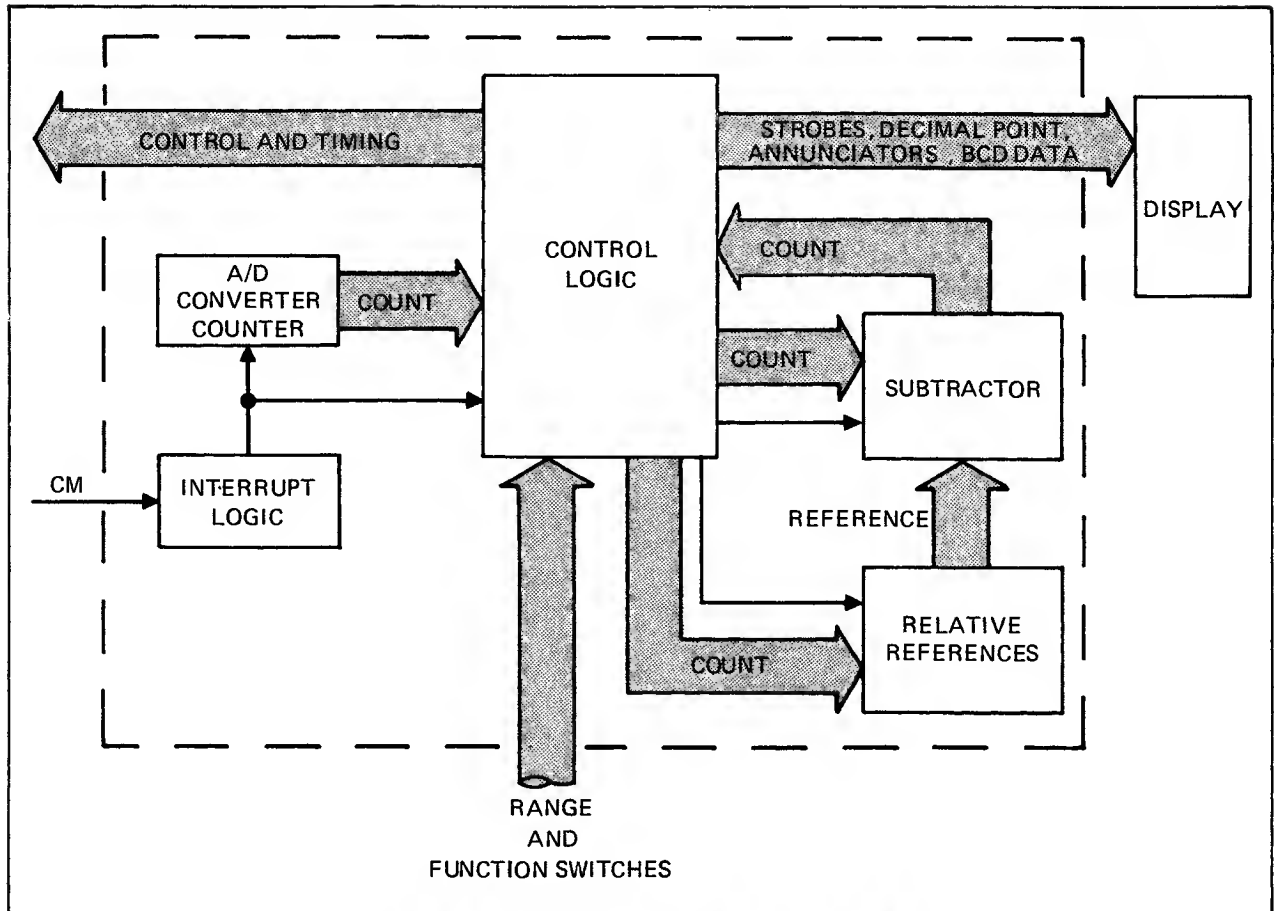 CONTROL AND TIMING
STROBES, DECIMAL POINT,
ANNUNCIATORS , BCD DATA
DISPLAY
CONTROL
LOGIC
COUNT
A/D
CONVERTER
COUNTER
COUNT
COUNT
SUBTRACTOR
CM
INTERRUPT
LOGIC
REFERENCE
RELATIVE
REFERENCES
COUNT
RANGE
AND
FUNCTION SWITCHES